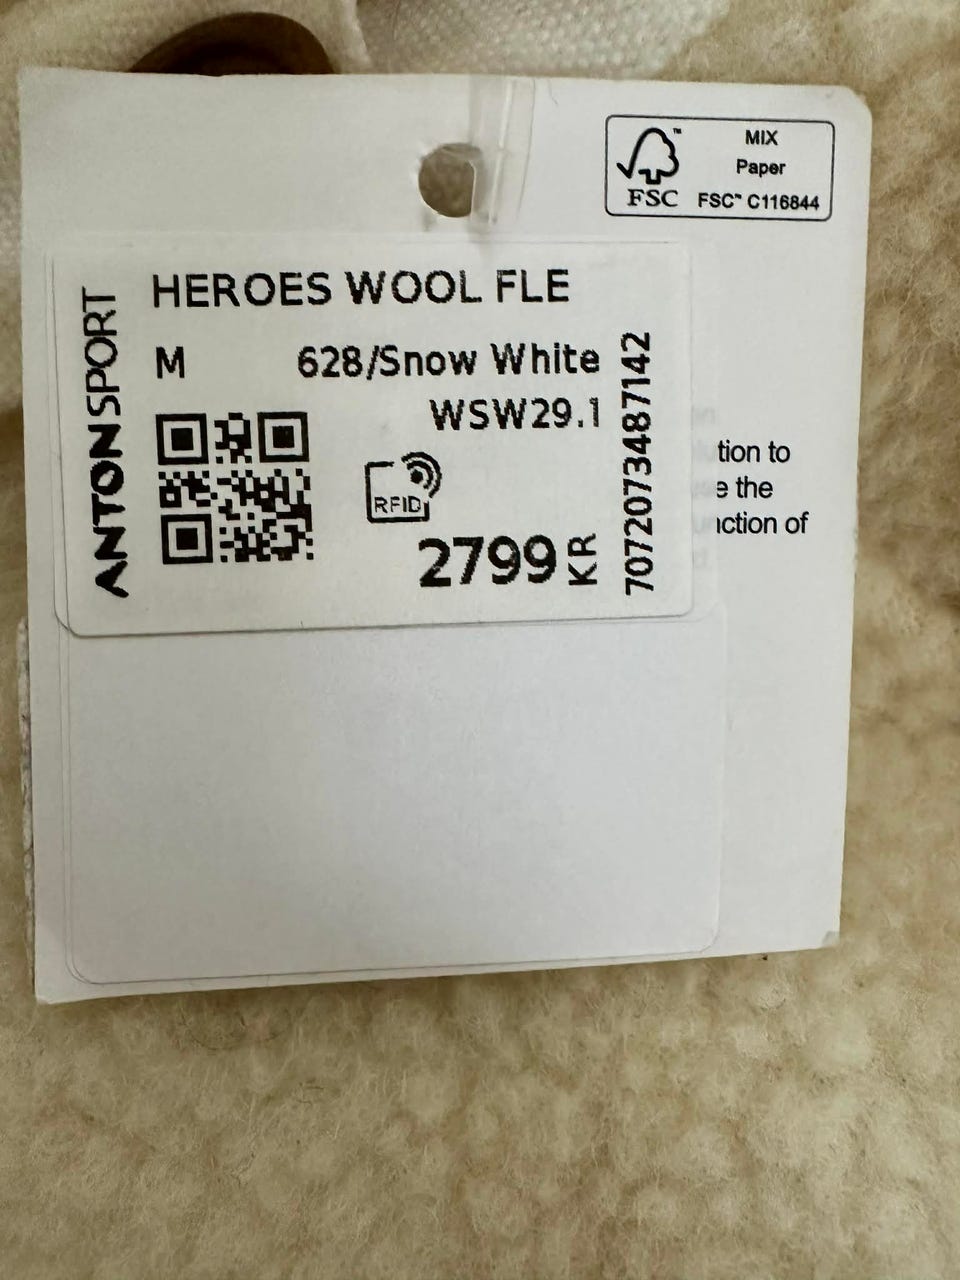 MIX
Paper
FSC™ C116844
FSC
HEROES WOOL FLE
M 628/Snow White
WSW29.1
RFID
2799 KR
7072073487142
ANTON SPORT
tion to
e the
nction of